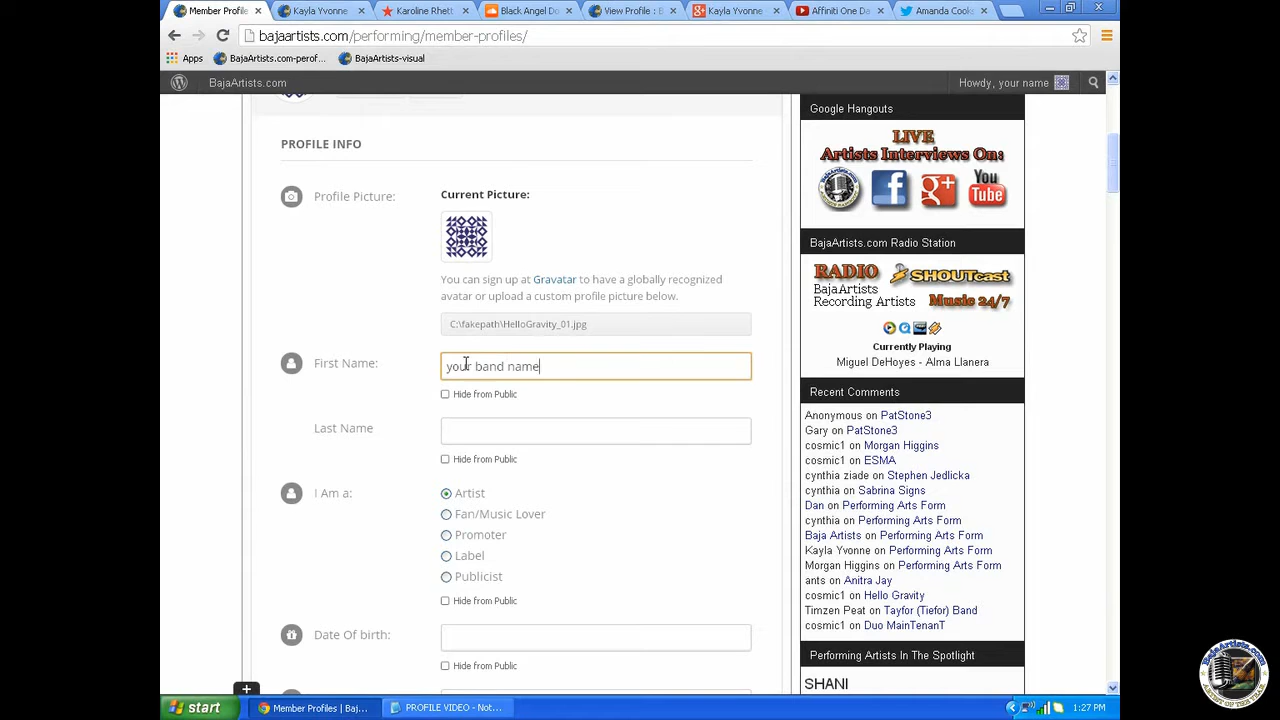 Member Profile
Kayla Yvonne
Karoline Rhett
Black Angel Do
View Profile : B
Kayla Yvonne
Affiniti One Da
Amanda Cooks
bajaartists.com/performing/member-profiles/
Apps
BajaArtists.com-perof...
BajaArtists-visual
BajaArtists.com
Howdy, your name
PROFILE INFO
Profile Picture:
Current Picture:
You can sign up at Gravatar to have a globally recognized
avatar or upload a custom profile picture below.
C:\fakepath\HelloGravity_01.jpg
First Name:
your band name
Hide from Public
Last Name
Hide from Public
I Am a:
Artist
Fan/Music Lover
Promoter
Label
Publicist
Hide from Public
Date Of birth:
Hide from Public
Google Hangouts
LIVE
Artists Interviews On:
You
Tube
BajaArtists.com Radio Station
RADIO
SHOUTcast
BajaArtists
Recording Artists
Music 24/7
Currently Playing
Miguel DeHoyes - Alma Llanera
Recent Comments
Anonymous on PatStone3
Gary on PatStone3
cosmic1 on Morgan Higgins
cosmic1 on ESMA
cynthia ziade on Stephen Jedlicka
cynthia on Sabrina Signs
Dan on Performing Arts Form
cynthia on Performing Arts Form
Baja Artists on Performing Arts Form
Kayla Yvonne on Performing Arts Form
Morgan Higgins on Performing Arts Form
ants on Anitra Jay
cosmic1 on Hello Gravity
Timzen Peat on Tayfor (Tiefor) Band
cosmic1 on Duo MainTenanT
Performing Artists In The Spotlight
SHANI
start
Member Profiles | Baj...
PROFILE VIDEO - Not...
1:27 PM
BajaArtists.com